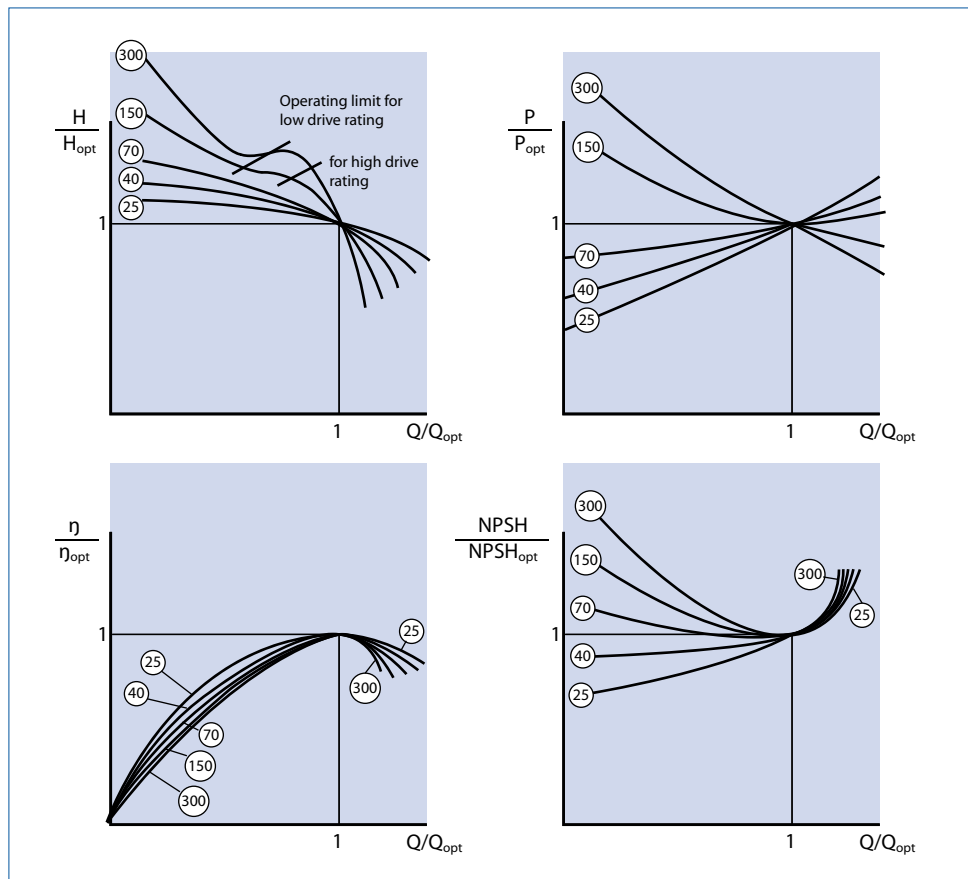 300
150
70
40
25
H
H_opt
1
Operating limit for
low drive rating
for high drive
rating
1
Q/Q_opt
300
150
70
40
25
P
P_opt
1
1
Q/Q_opt
η
η_opt
1
25
40
70
150
300
25
300
1
Q/Q_opt
NPSH
NPSH_opt
1
300
150
70
40
25
300
25
1
Q/Q_opt